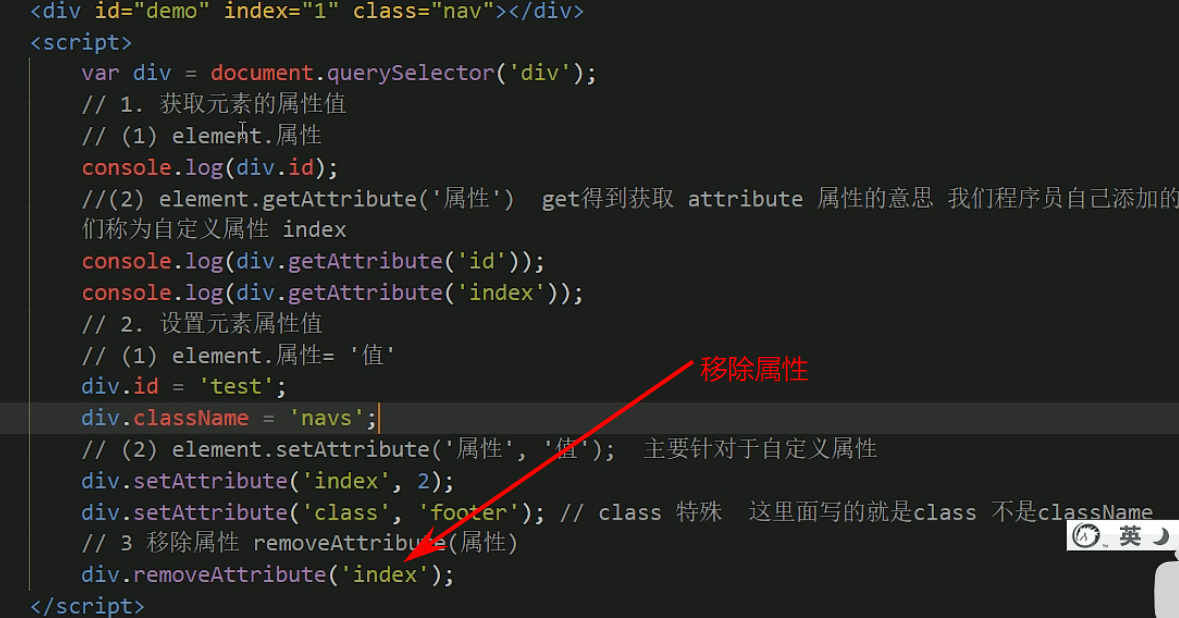 <div id="demo" index="1" class="nav"></div>
<script>
var div = document.querySelector('div');
// 1. 获取元素的属性值
// (1) element.属性
console.log(div.id);
//(2) element.getAttribute('属性')  get得到获取 attribute 属性的意思 我们程序员自己添加的
们称为自定义属性 index
console.log(div.getAttribute('id'));
console.log(div.getAttribute('index'));
// 2. 设置元素属性值
// (1) element.属性= '值'
移除属性
div.id = 'test';
div.className = 'navs';
// (2) element.setAttribute('属性', '值');  主要针对于自定义属性
div.setAttribute('index', 2);
div.setAttribute('class', 'footer'); // class 特殊  这里面写的就是class 不是className
英
// 3 移除属性 removeAttribute(属性)
div.removeAttribute('index');
</script>